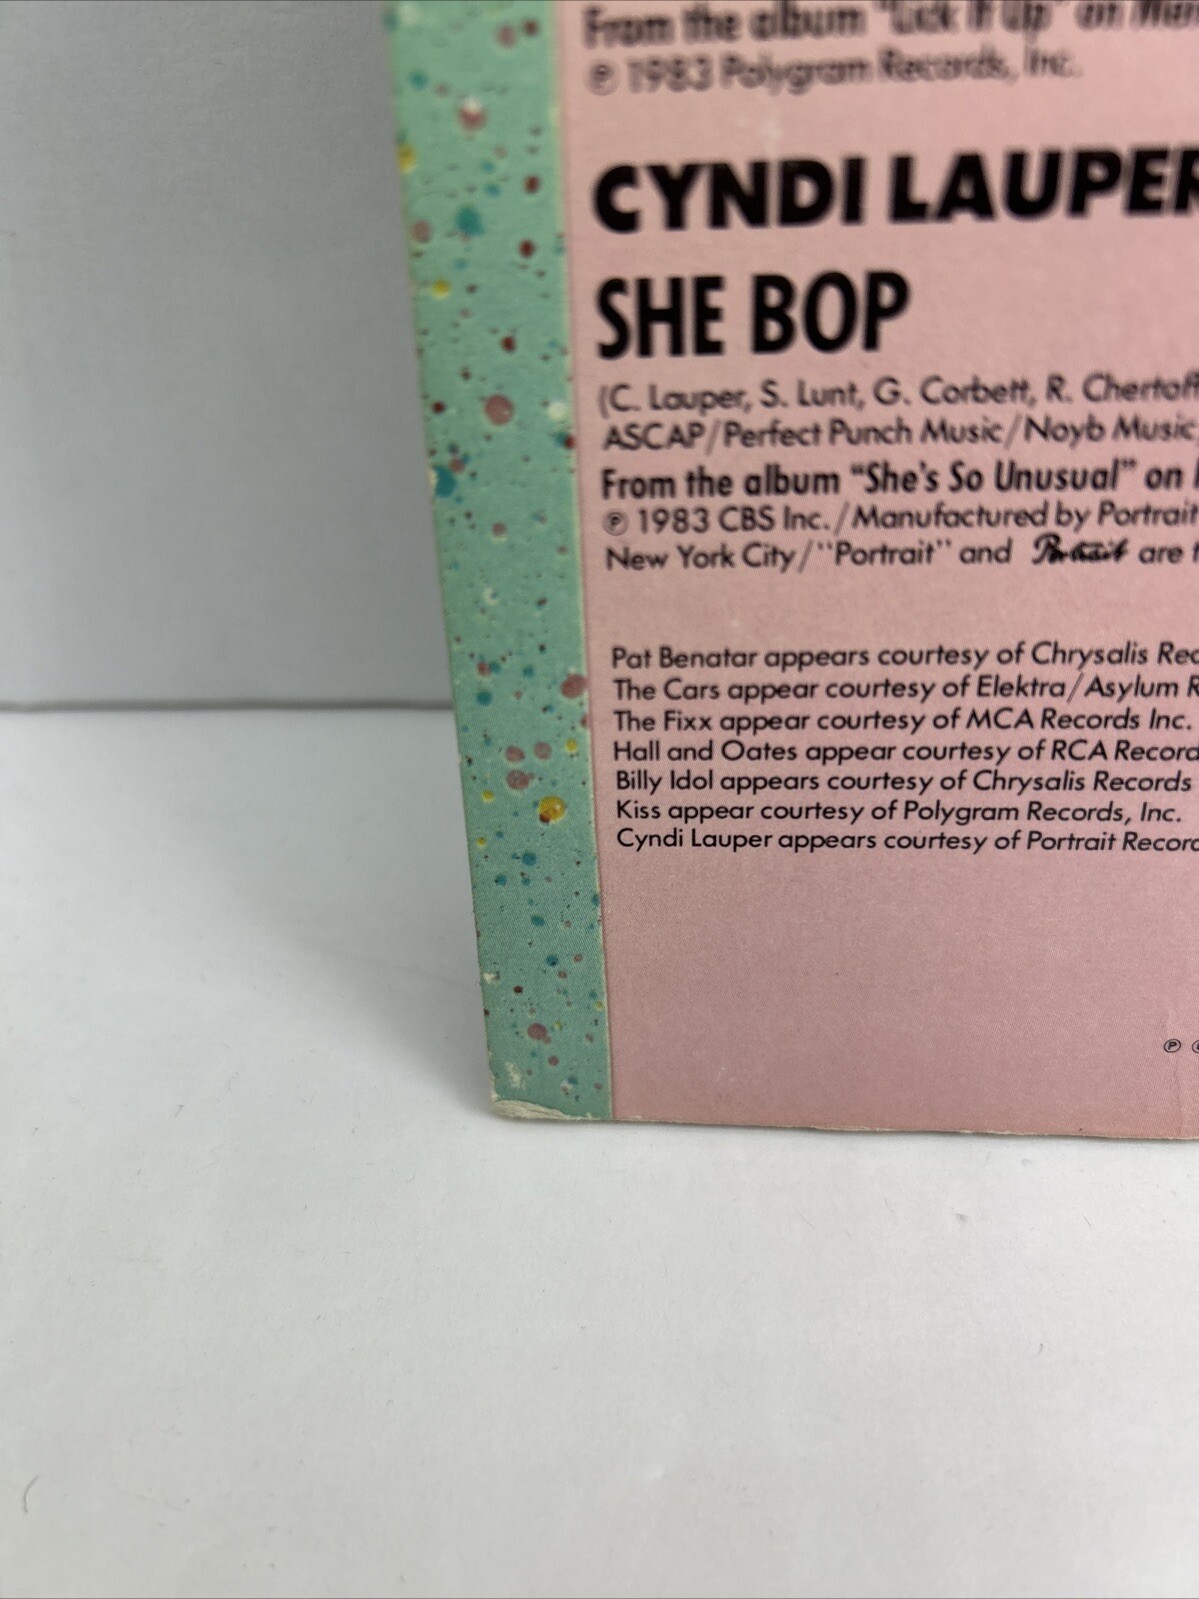 From the album "Lick It Up" on
℗ 1983 Polygram Records, Inc.
CYNDI LAUPER
SHE BOP
(C. Lauper, S. Lunt, G. Corbett, R. Chertoff
ASCAP/Perfect Punch Music/Noyb Music,
From the album "She's So Unusual" on
℗ 1983 CBS Inc./Manufactured by Portrait
New York City/"Portrait" and Portrait are
Pat Benatar appears courtesy of Chrysalis Rec
The Cars appear courtesy of Elektra/Asylum R
The Fixx appear courtesy of MCA Records Inc.
Hall and Oates appear courtesy of RCA Record
Billy Idol appears courtesy of Chrysalis Records
Kiss appear courtesy of Polygram Records, Inc.
Cyndi Lauper appears courtesy of Portrait Record
℗